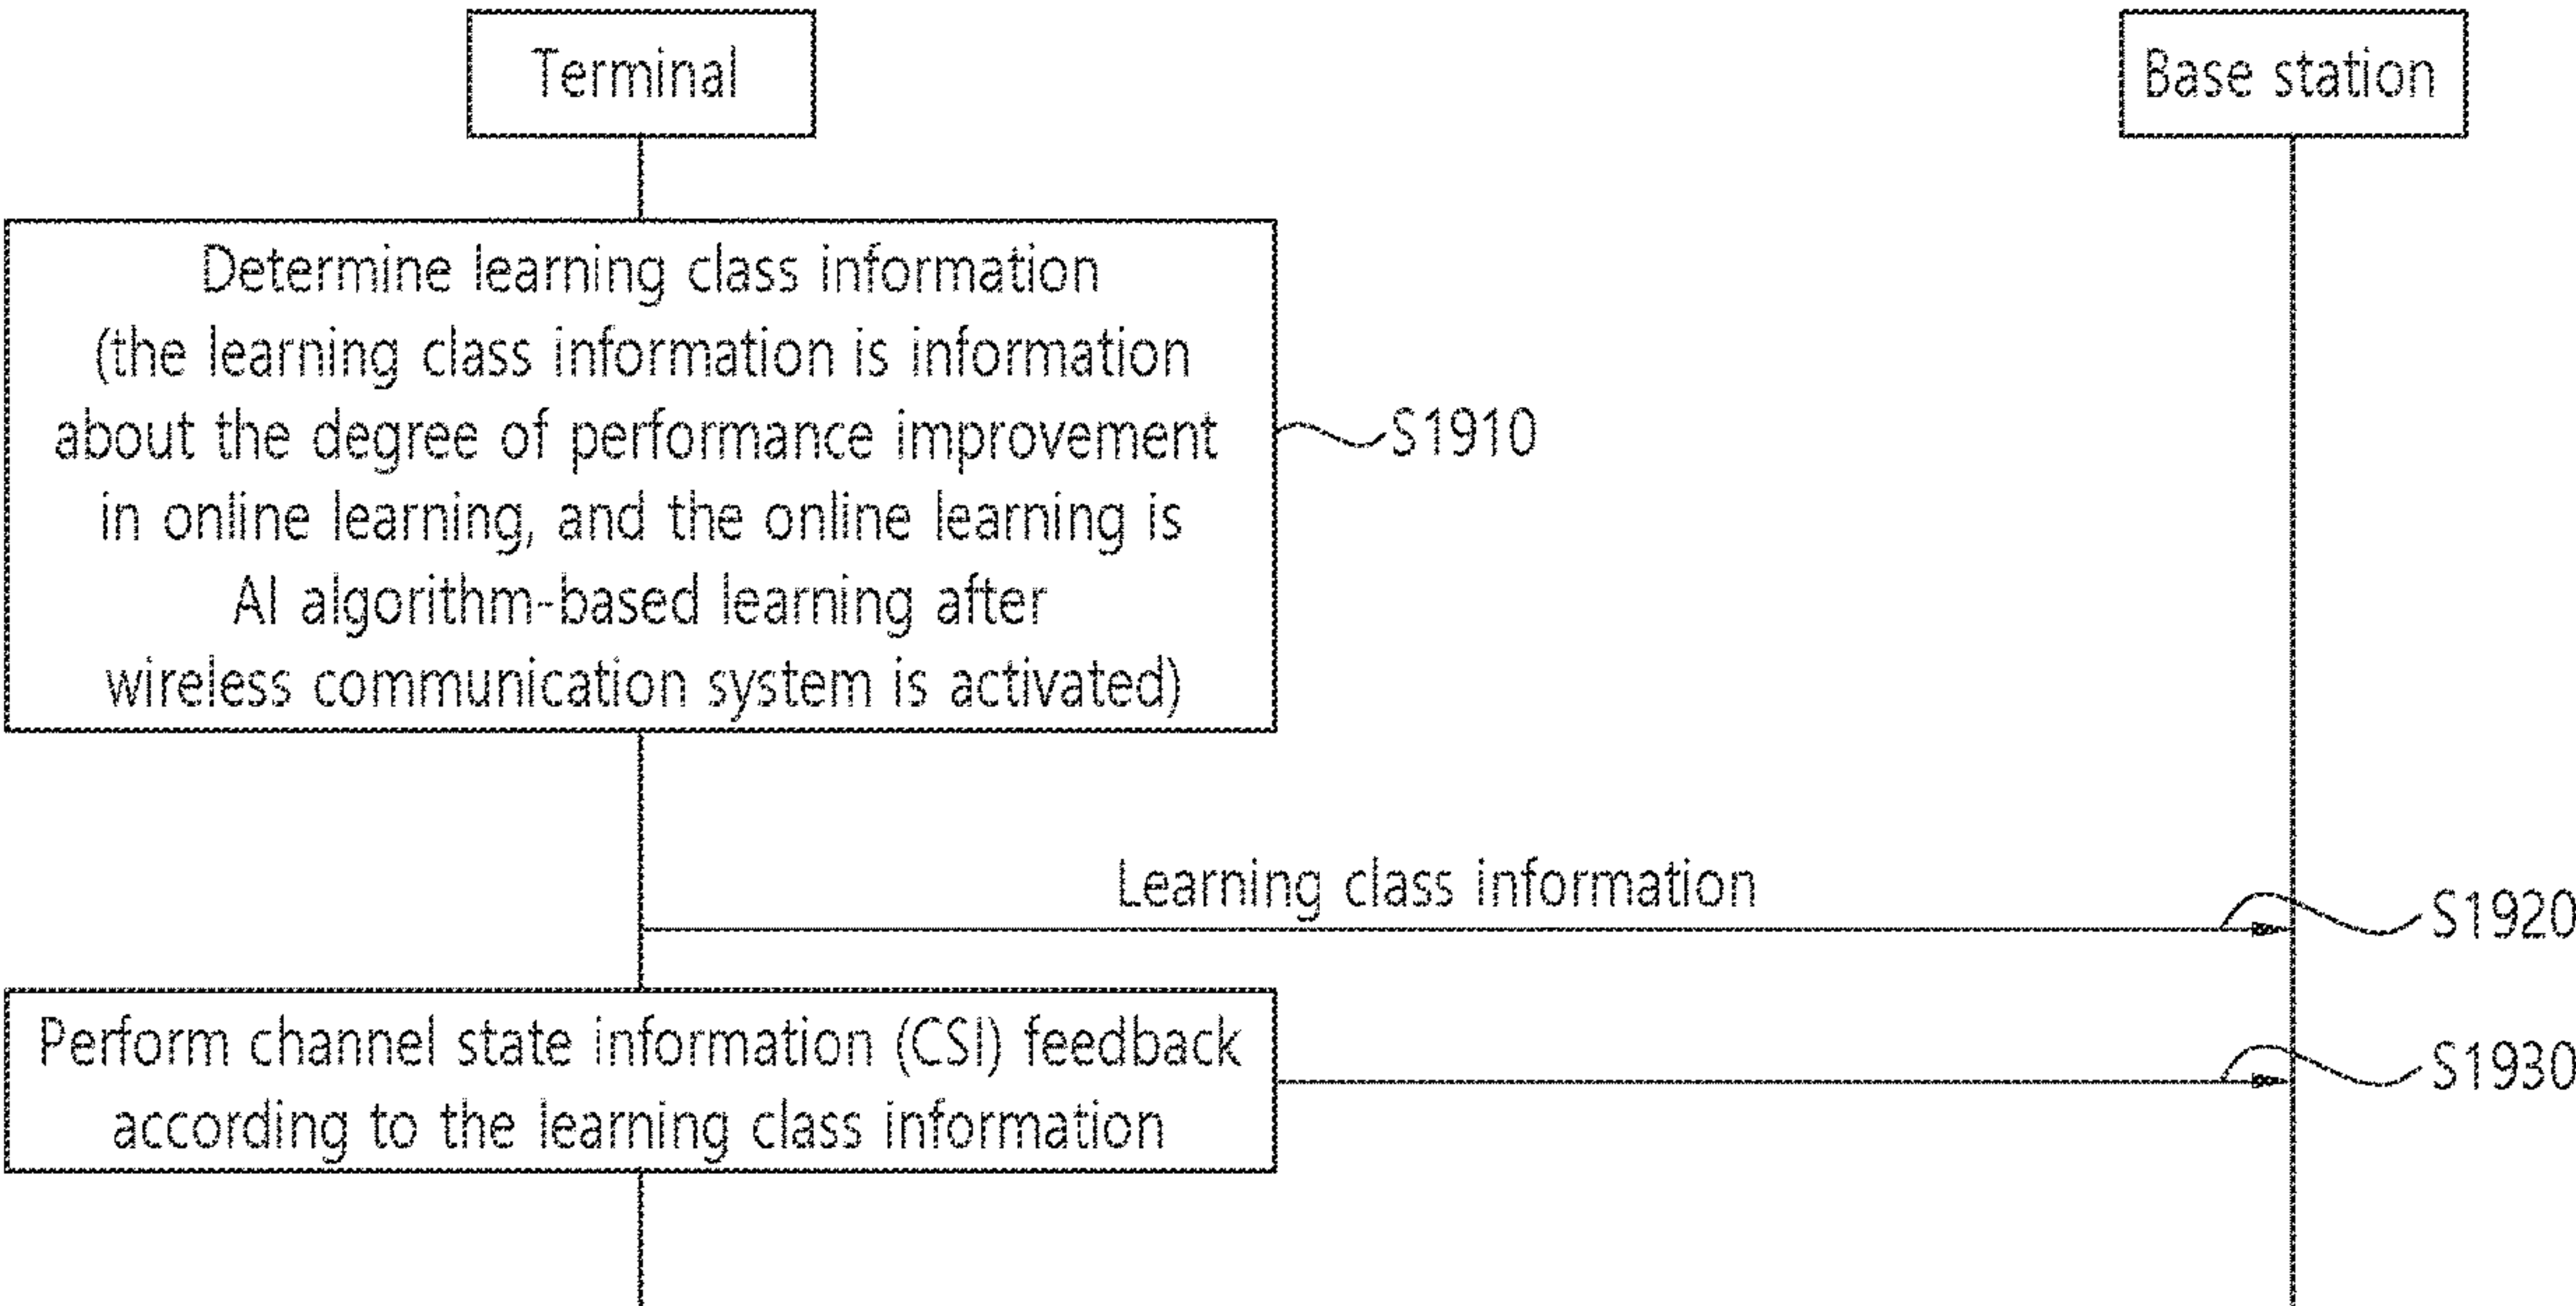 Terminal
Base station
Determine learning class information
(the learning class information is information
about the degree of performance improvement
in online learning, and the online learning is
AI algorithm-based learning after
wireless communication system is activated)
S1910
Learning class information
S1920
Perform channel state information (CSI) feedback
according to the learning class information
S1930